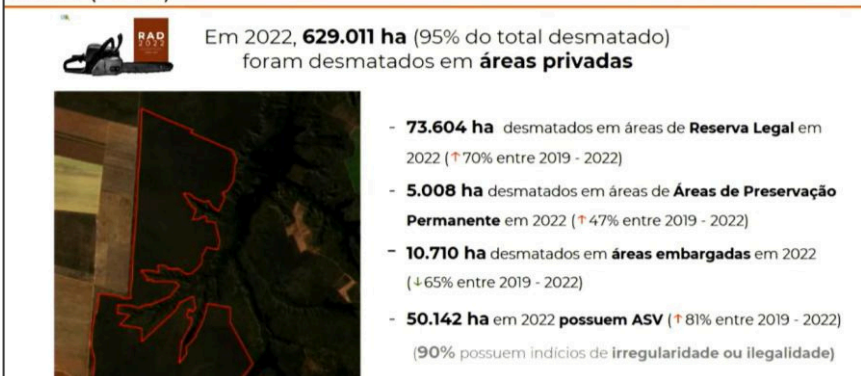 RAD
2022
Em 2022, 629.011 ha (95% do total desmatado)
foram desmatados em áreas privadas
- 73.604 ha desmatados em áreas de Reserva Legal em
2022 (↑70% entre 2019 - 2022)
- 5.008 ha desmatados em áreas de Áreas de Preservação
Permanente em 2022 (↑47% entre 2019 - 2022)
- 10.710 ha desmatados em áreas embargadas em 2022
(↓65% entre 2019 - 2022)
- 50.142 ha em 2022 possuem ASV (↑81% entre 2019 - 2022)
(90% possuem indícios de irregularidade ou ilegalidade)